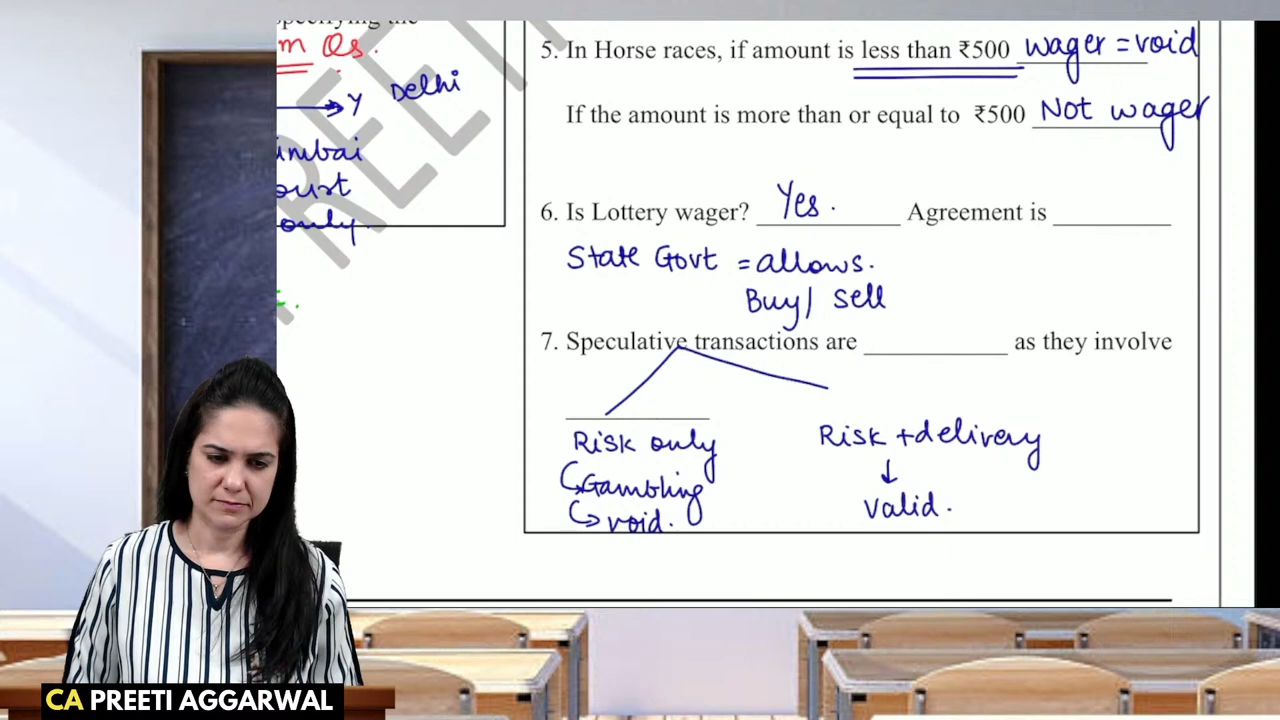 specifying the
m Qs.
Y Delhi
mbai
ourt
only.
REET
5. In Horse races, if amount is less than ₹500 wager = void
If the amount is more than or equal to ₹500 Not wager
6. Is Lottery wager? Yes. Agreement is
State Govt = allows.
Buy/ Sell
7. Speculative transactions are as they involve
Risk only
Gambling
void.
Risk + delivery
Valid.
CA PREETI AGGARWAL